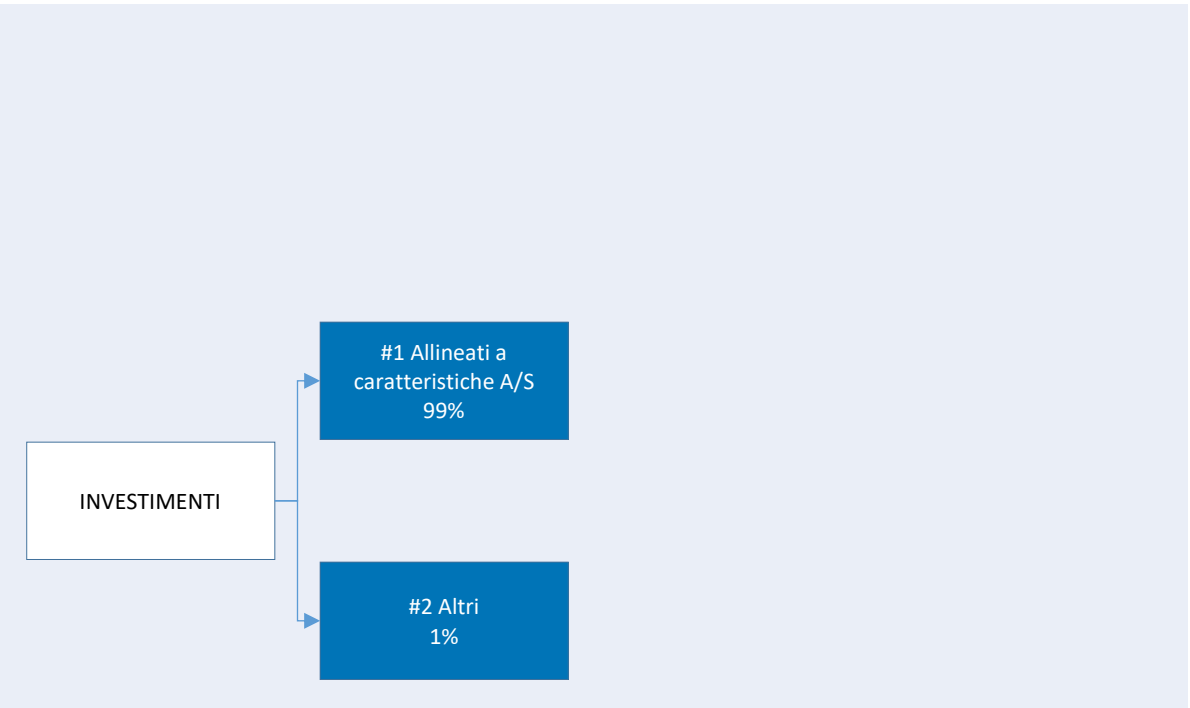 #1 Allineati a
caratteristiche A/S
99%
INVESTIMENTI
#2 Altri
1%